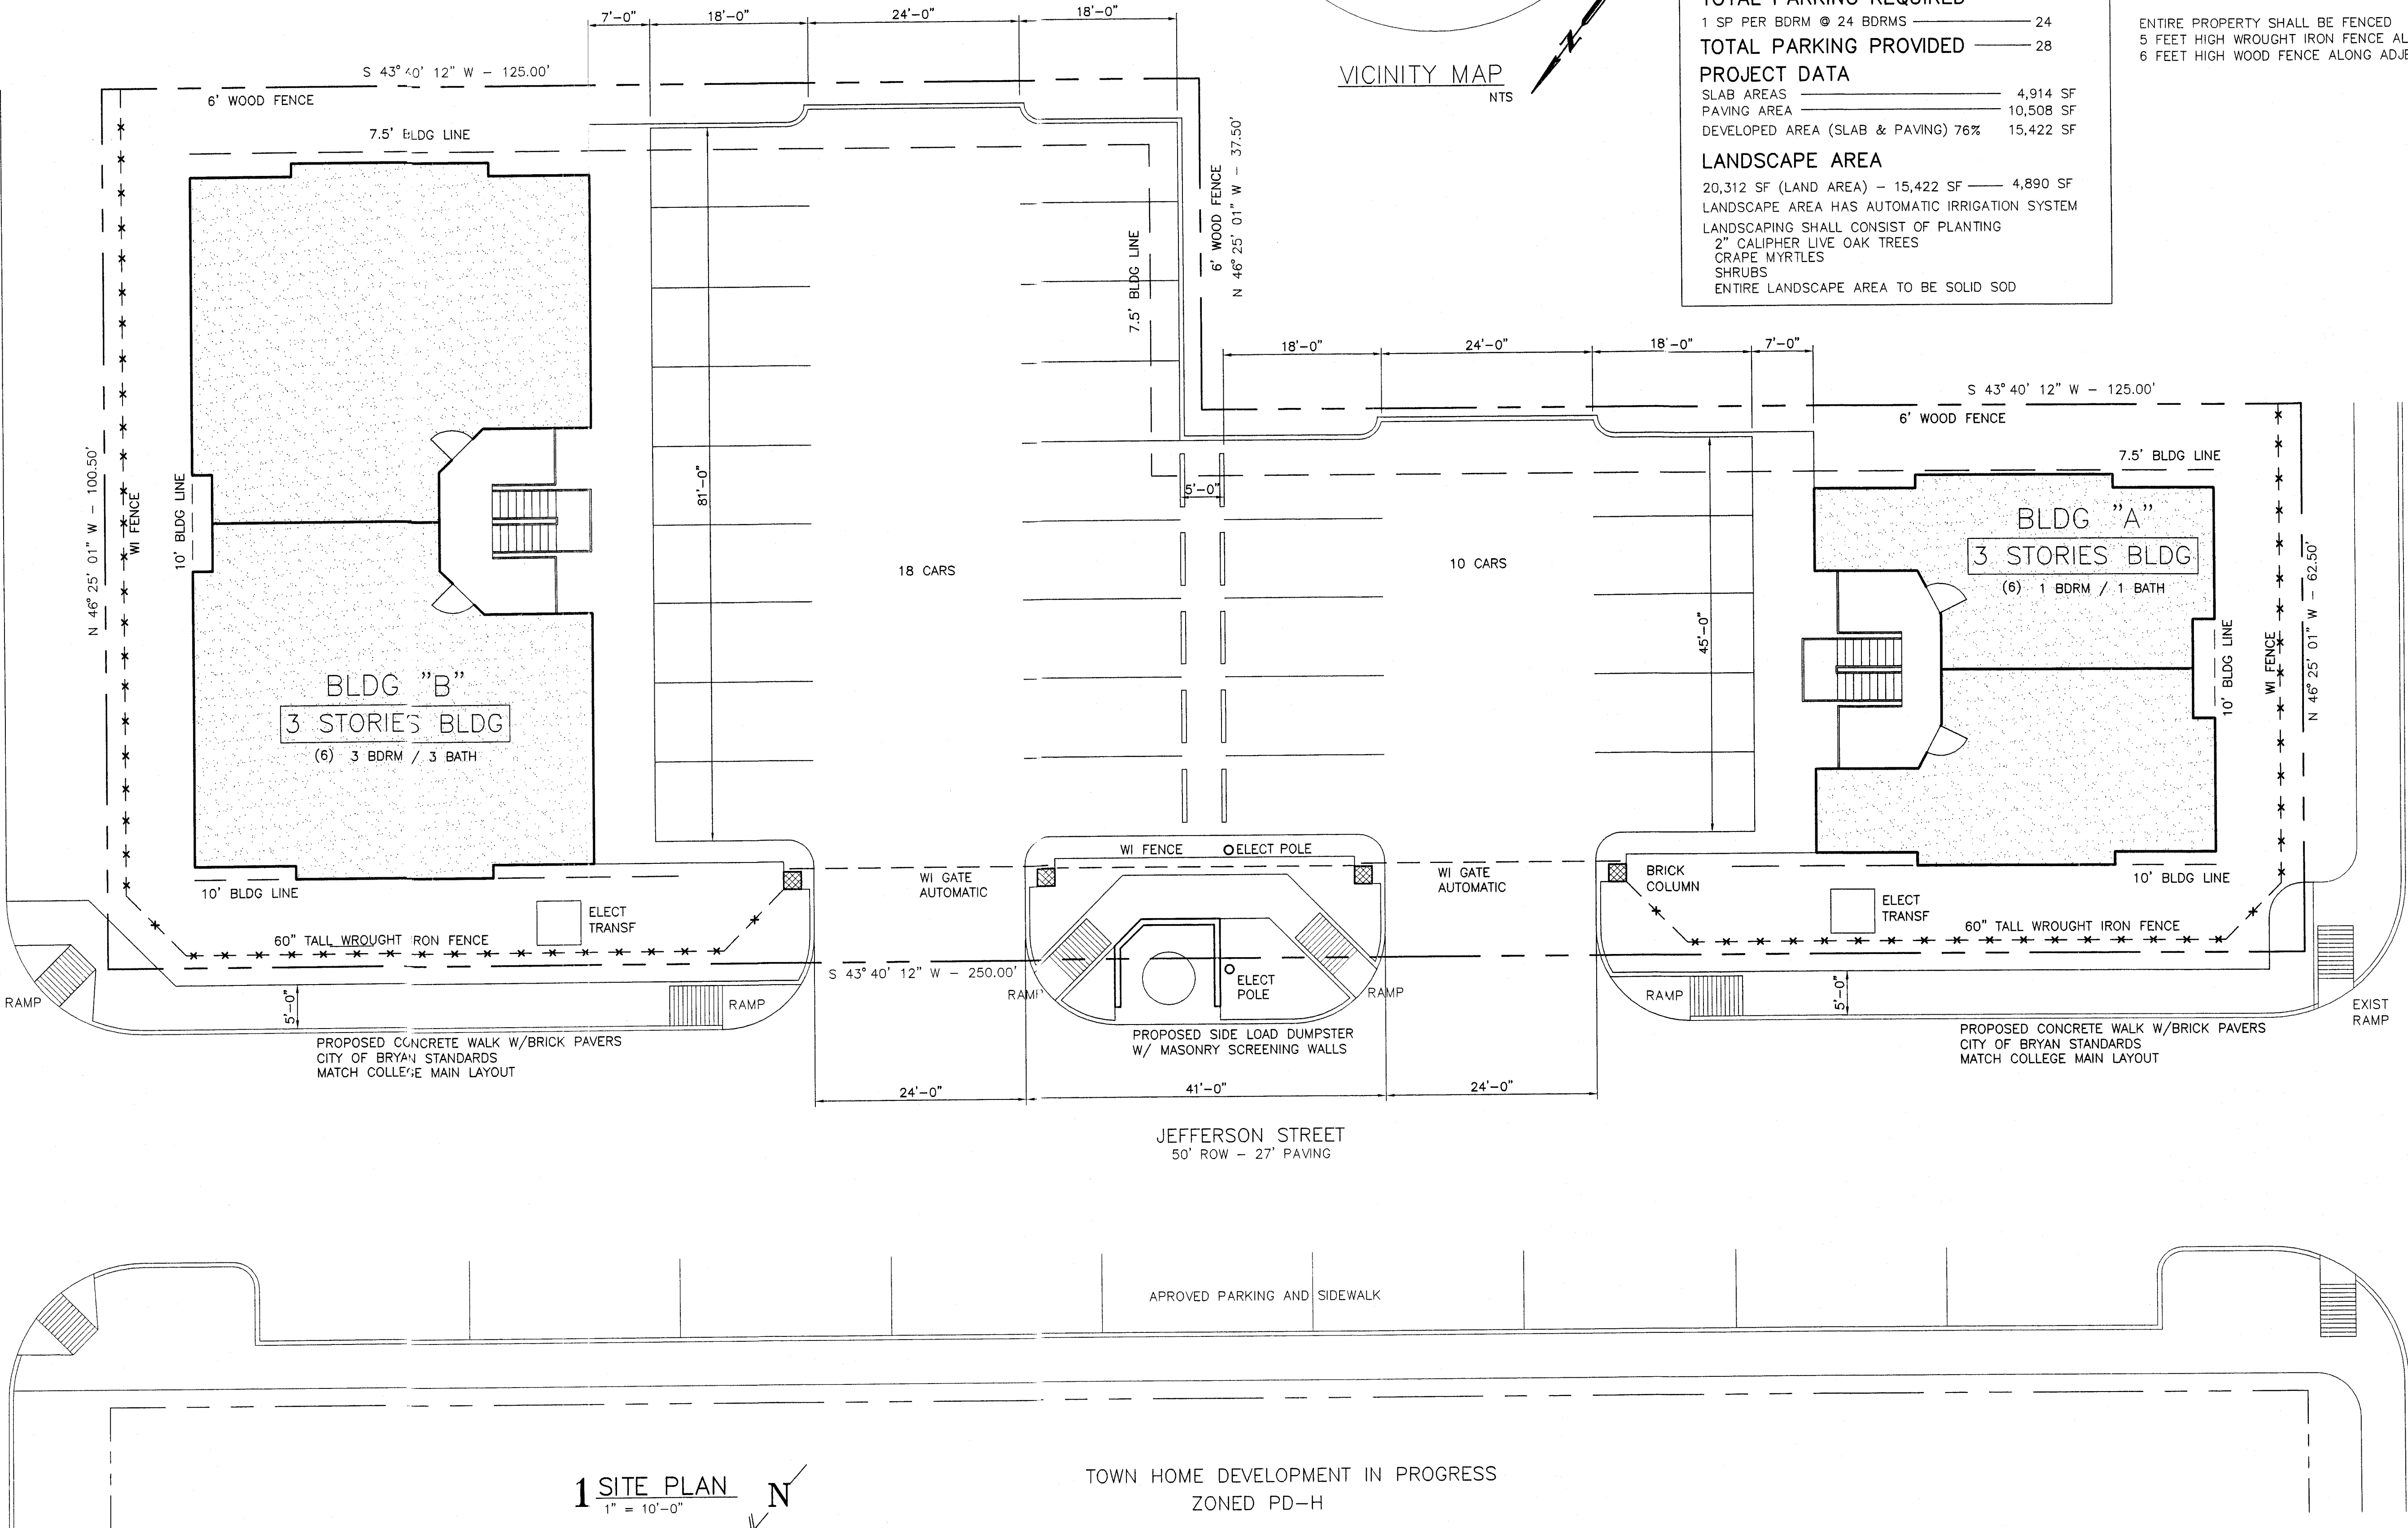 7'-0"
18'-0"
24'-0"
18'-0"
TOTAL PARKING REQUIRED
1 SP PER BDRM @ 24 BDRMS 24
TOTAL PARKING PROVIDED 28
PROJECT DATA
SLAB AREAS 4,914 SF
PAVING AREA 10,508 SF
DEVELOPED AREA (SLAB & PAVING) 76% 15,422 SF
LANDSCAPE AREA
20,312 SF (LAND AREA) - 15,422 SF 4,890 SF
LANDSCAPE AREA HAS AUTOMATIC IRRIGATION SYSTEM
LANDSCAPING SHALL CONSIST OF PLANTING
2" CALIPHER LIVE OAK TREES
CRAPE MYRTLES
SHRUBS
ENTIRE LANDSCAPE AREA TO BE SOLID SOD
ENTIRE PROPERTY SHALL BE FENCED
5 FEET HIGH WROUGHT IRON FENCE
6 FEET HIGH WOOD FENCE ALONG
N
VICINITY MAP
NTS
S 43° 40' 12" W - 125.00'
6' WOOD FENCE
7.5' BLDG LINE
N 46° 25' 01" W - 100.50'
WI FENCE
10' BLDG LINE
81'-0"
BLDG "B"
3 STORIES BLDG
(6) 3 BDRM / 3 BATH
18 CARS
7.5' BLDG LINE
6' WOOD FENCE
N 46° 25' 01" W - 37.50'
5'-0"
18'-0"
24'-0"
18'-0"
7'-0"
10 CARS
45'-0"
S 43° 40' 12" W - 125.00'
6' WOOD FENCE
7.5' BLDG LINE
BLDG "A"
3 STORIES BLDG
(6) 1 BDRM / 1 BATH
10' BLDG LINE
WI FENCE
N 46° 25' 01" W - 62.50'
10' BLDG LINE
ELECT
TRANSF
60" TALL WROUGHT IRON FENCE
WI GATE
AUTOMATIC
WI FENCE
ELECT POLE
WI GATE
AUTOMATIC
BRICK
COLUMN
ELECT
TRANSF
10' BLDG LINE
60" TALL WROUGHT IRON FENCE
S 43° 40' 12" W - 250.00'
RAMP
5'-0"
RAMP
RAMP
ELECT
POLE
RAMP
RAMP
5'-0"
EXIST
RAMP
PROPOSED CONCRETE WALK W/BRICK PAVERS
CITY OF BRYAN STANDARDS
MATCH COLLEGE MAIN LAYOUT
PROPOSED SIDE LOAD DUMPSTER
W/ MASONRY SCREENING WALLS
PROPOSED CONCRETE WALK W/BRICK PAVERS
CITY OF BRYAN STANDARDS
MATCH COLLEGE MAIN LAYOUT
24'-0"
41'-0"
24'-0"
JEFFERSON STREET
50' ROW - 27' PAVING
APROVED PARKING AND SIDEWALK
1 SITE PLAN
1" = 10'-0"
N
TOWN HOME DEVELOPMENT IN PROGRESS
ZONED PD-H